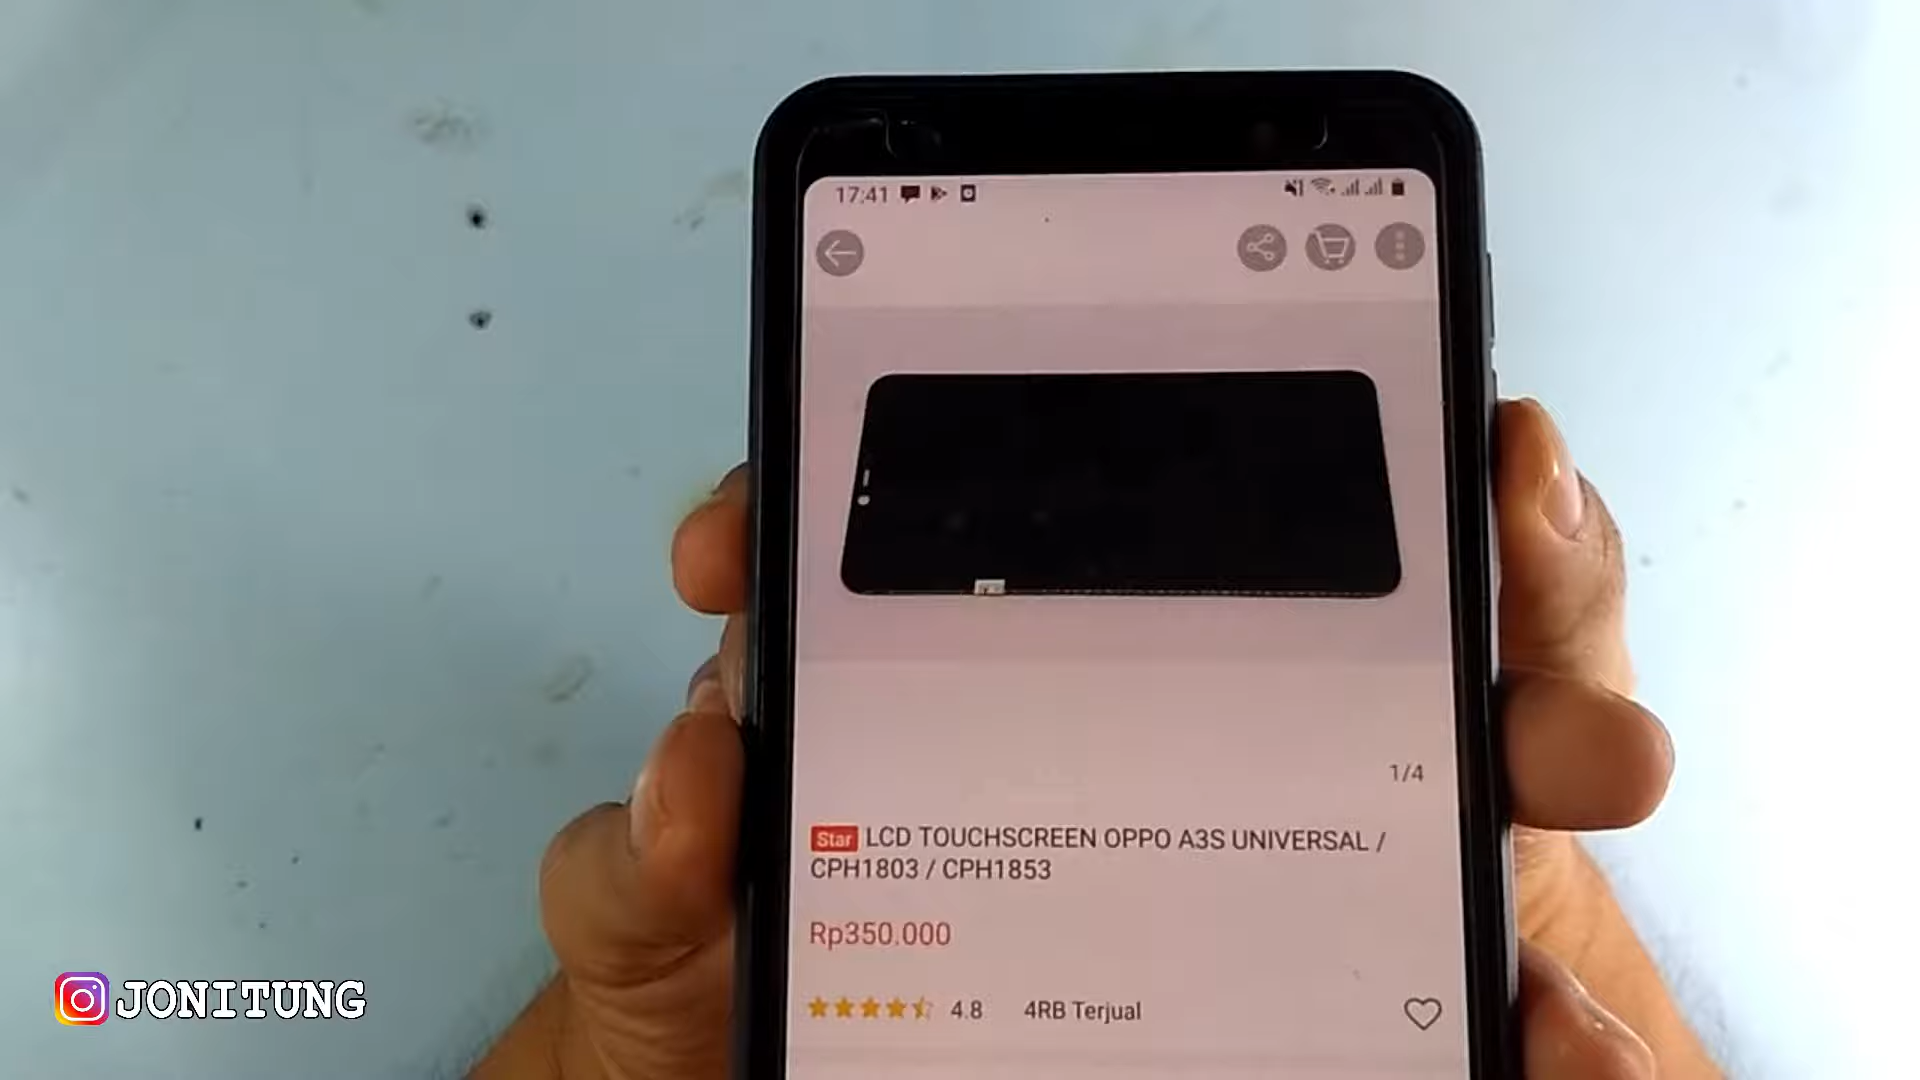 17:41
1/4
Star LCD TOUCHSCREEN OPPO A3S UNIVERSAL /
CPH1803 / CPH1853
Rp350.000
4.8 4RB Terjual
JONITUNG